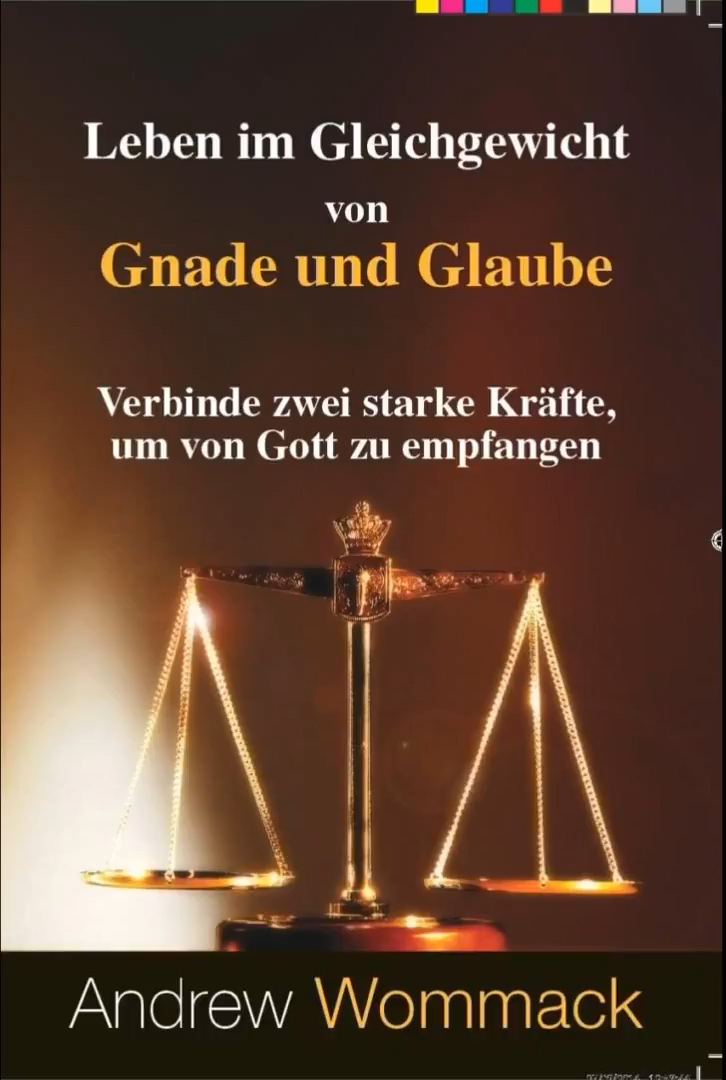 Leben im Gleichgewicht
von
Gnade und Glaube
Verbinde zwei starke Kräfte,
um von Gott zu empfangen
Andrew Wommack